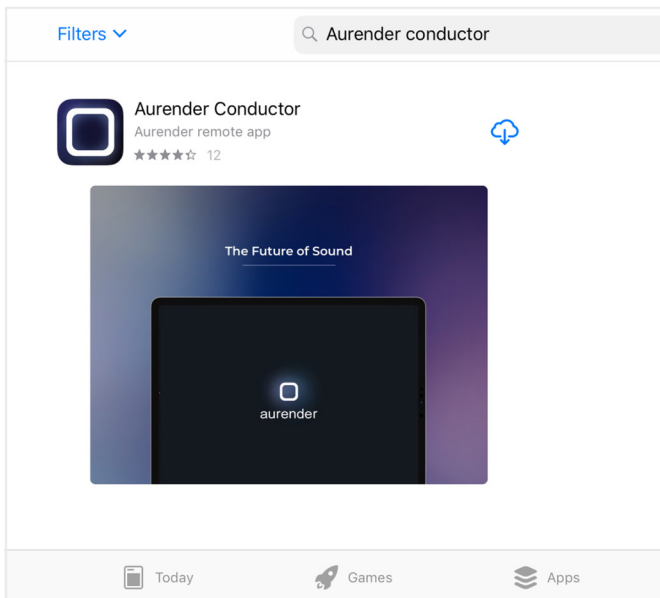 Filters
Aurender conductor
Aurender Conductor
Aurender remote app
12
The Future of Sound
aurender
Today
Games
Apps